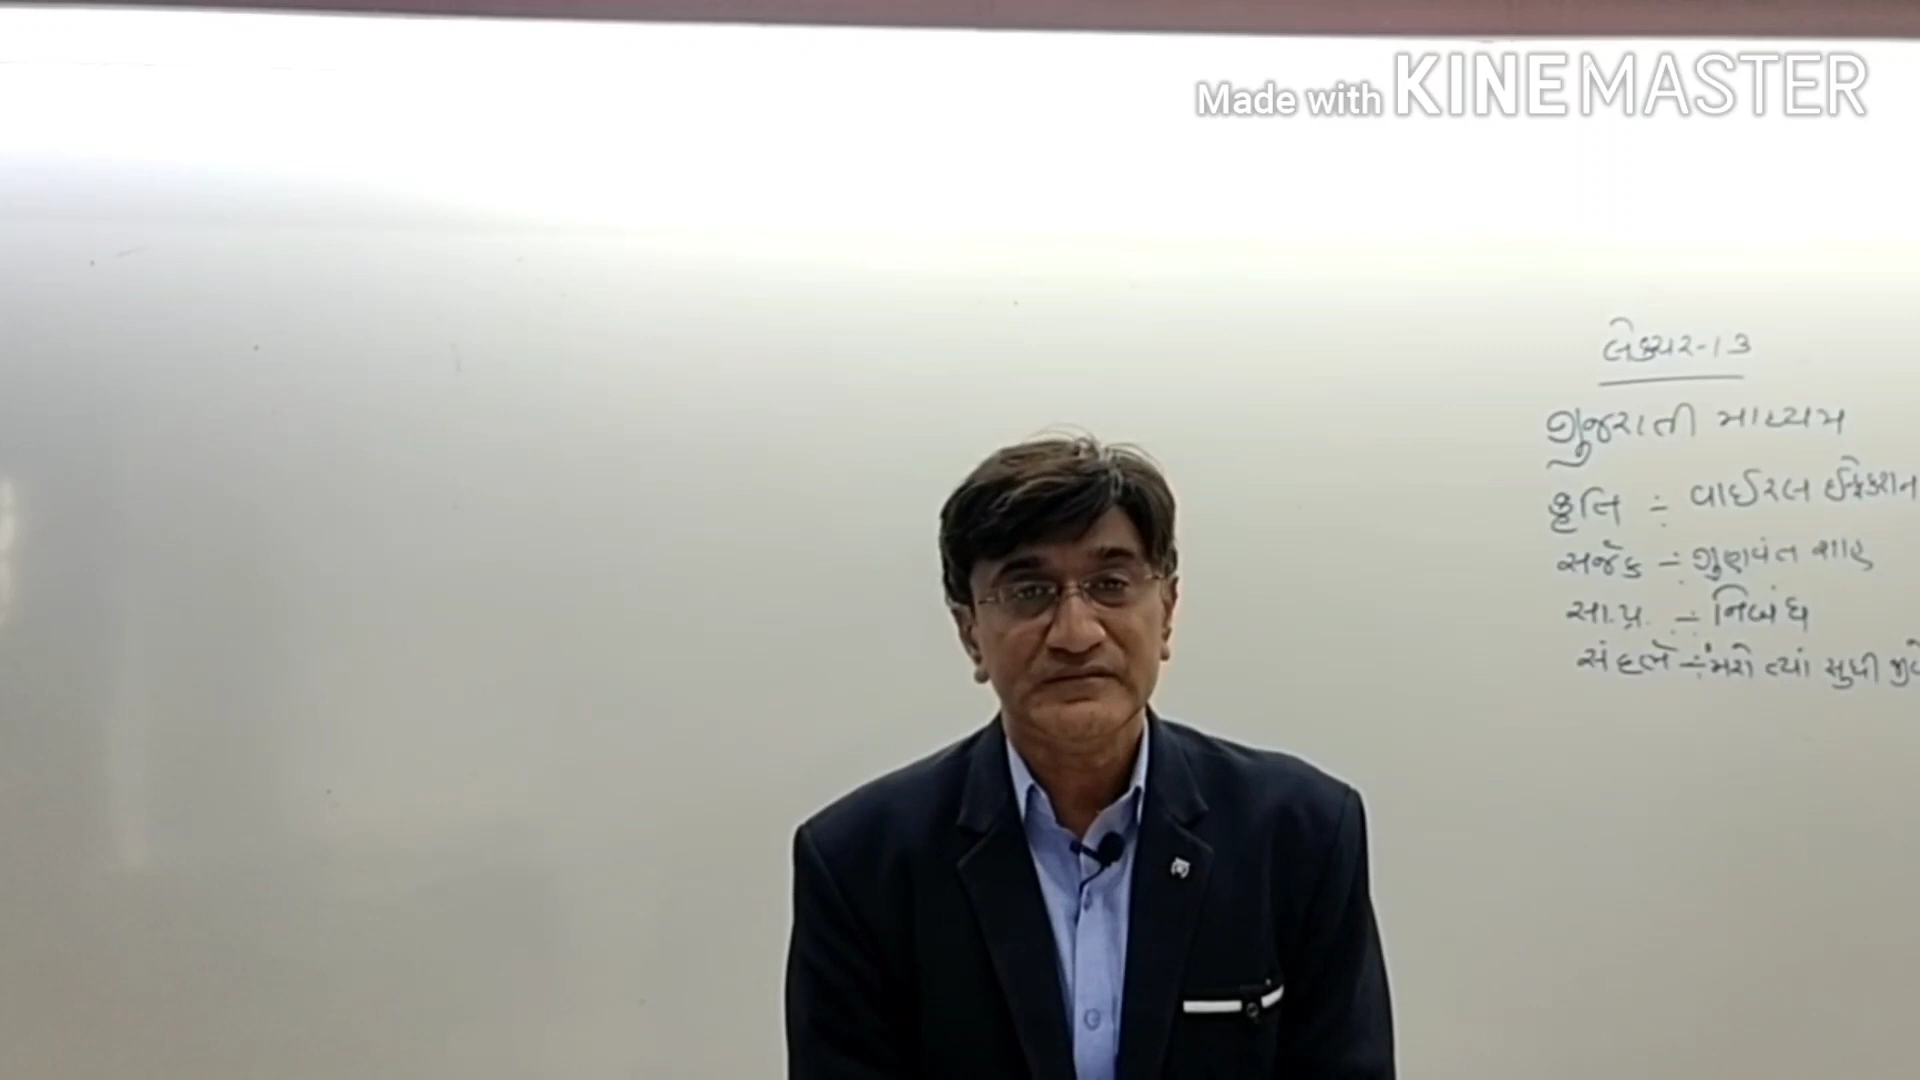 Made with KINEMASTER
લેક્ચર-13
ગુજરાતી માધ્યમ
કૃતિ ÷ વાઈરલ ઈન્ફેક્શન
સર્જક ÷ ગુણવંત શાહ
સા.પ્ર. ÷ નિબંધ
સંદર્ભ ÷ 'મરો ત્યાં સુધી